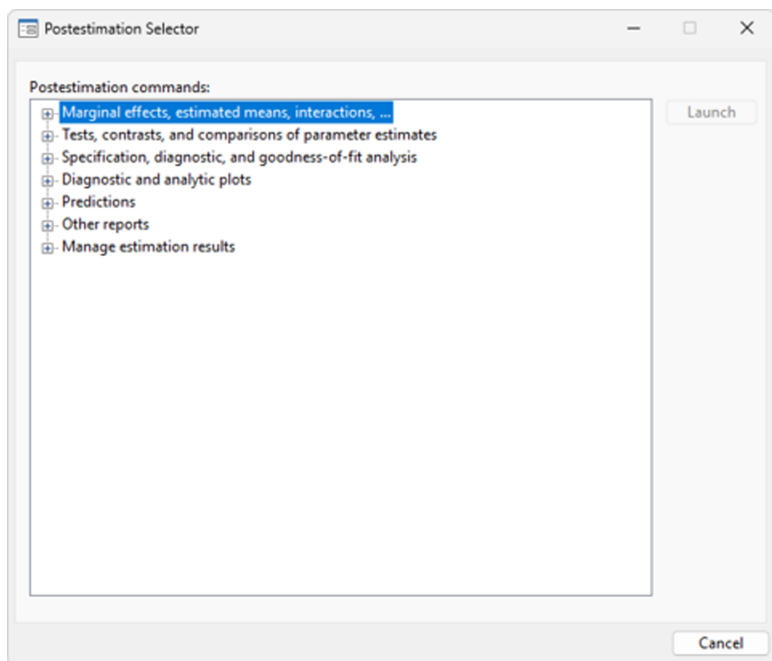 Postestimation Selector
Postestimation commands:
Marginal effects, estimated means, interactions, ...
Launch
Tests, contrasts, and comparisons of parameter estimates
Specification, diagnostic, and goodness-of-fit analysis
Diagnostic and analytic plots
Predictions
Other reports
Manage estimation results
Cancel